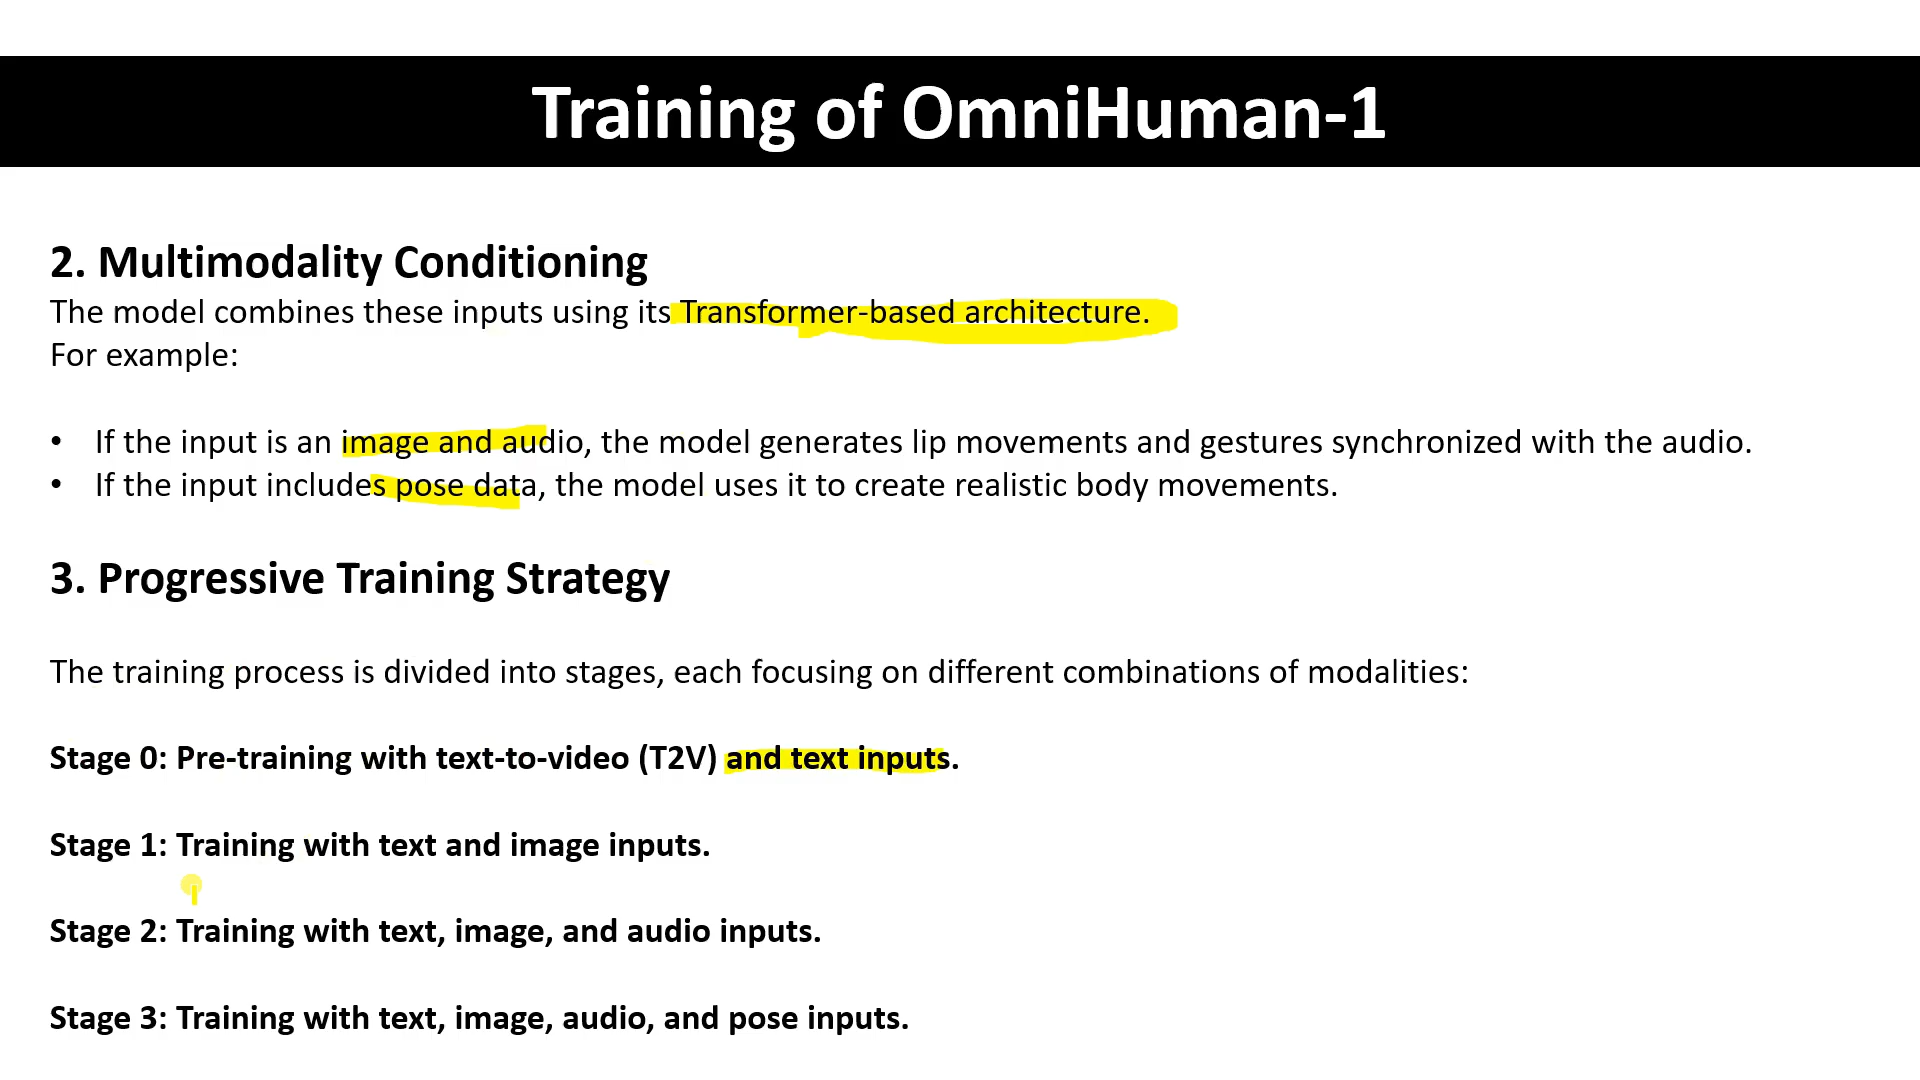 Training of OmniHuman-1
2. Multimodality Conditioning
The model combines these inputs using its Transformer-based architecture.
For example:
• If the input is an image and audio, the model generates lip movements and gestures synchronized with the audio.
• If the input includes pose data, the model uses it to create realistic body movements.
3. Progressive Training Strategy
The training process is divided into stages, each focusing on different combinations of modalities:
Stage 0: Pre-training with text-to-video (T2V) and text inputs.
Stage 1: Training with text and image inputs.
Stage 2: Training with text, image, and audio inputs.
Stage 3: Training with text, image, audio, and pose inputs.